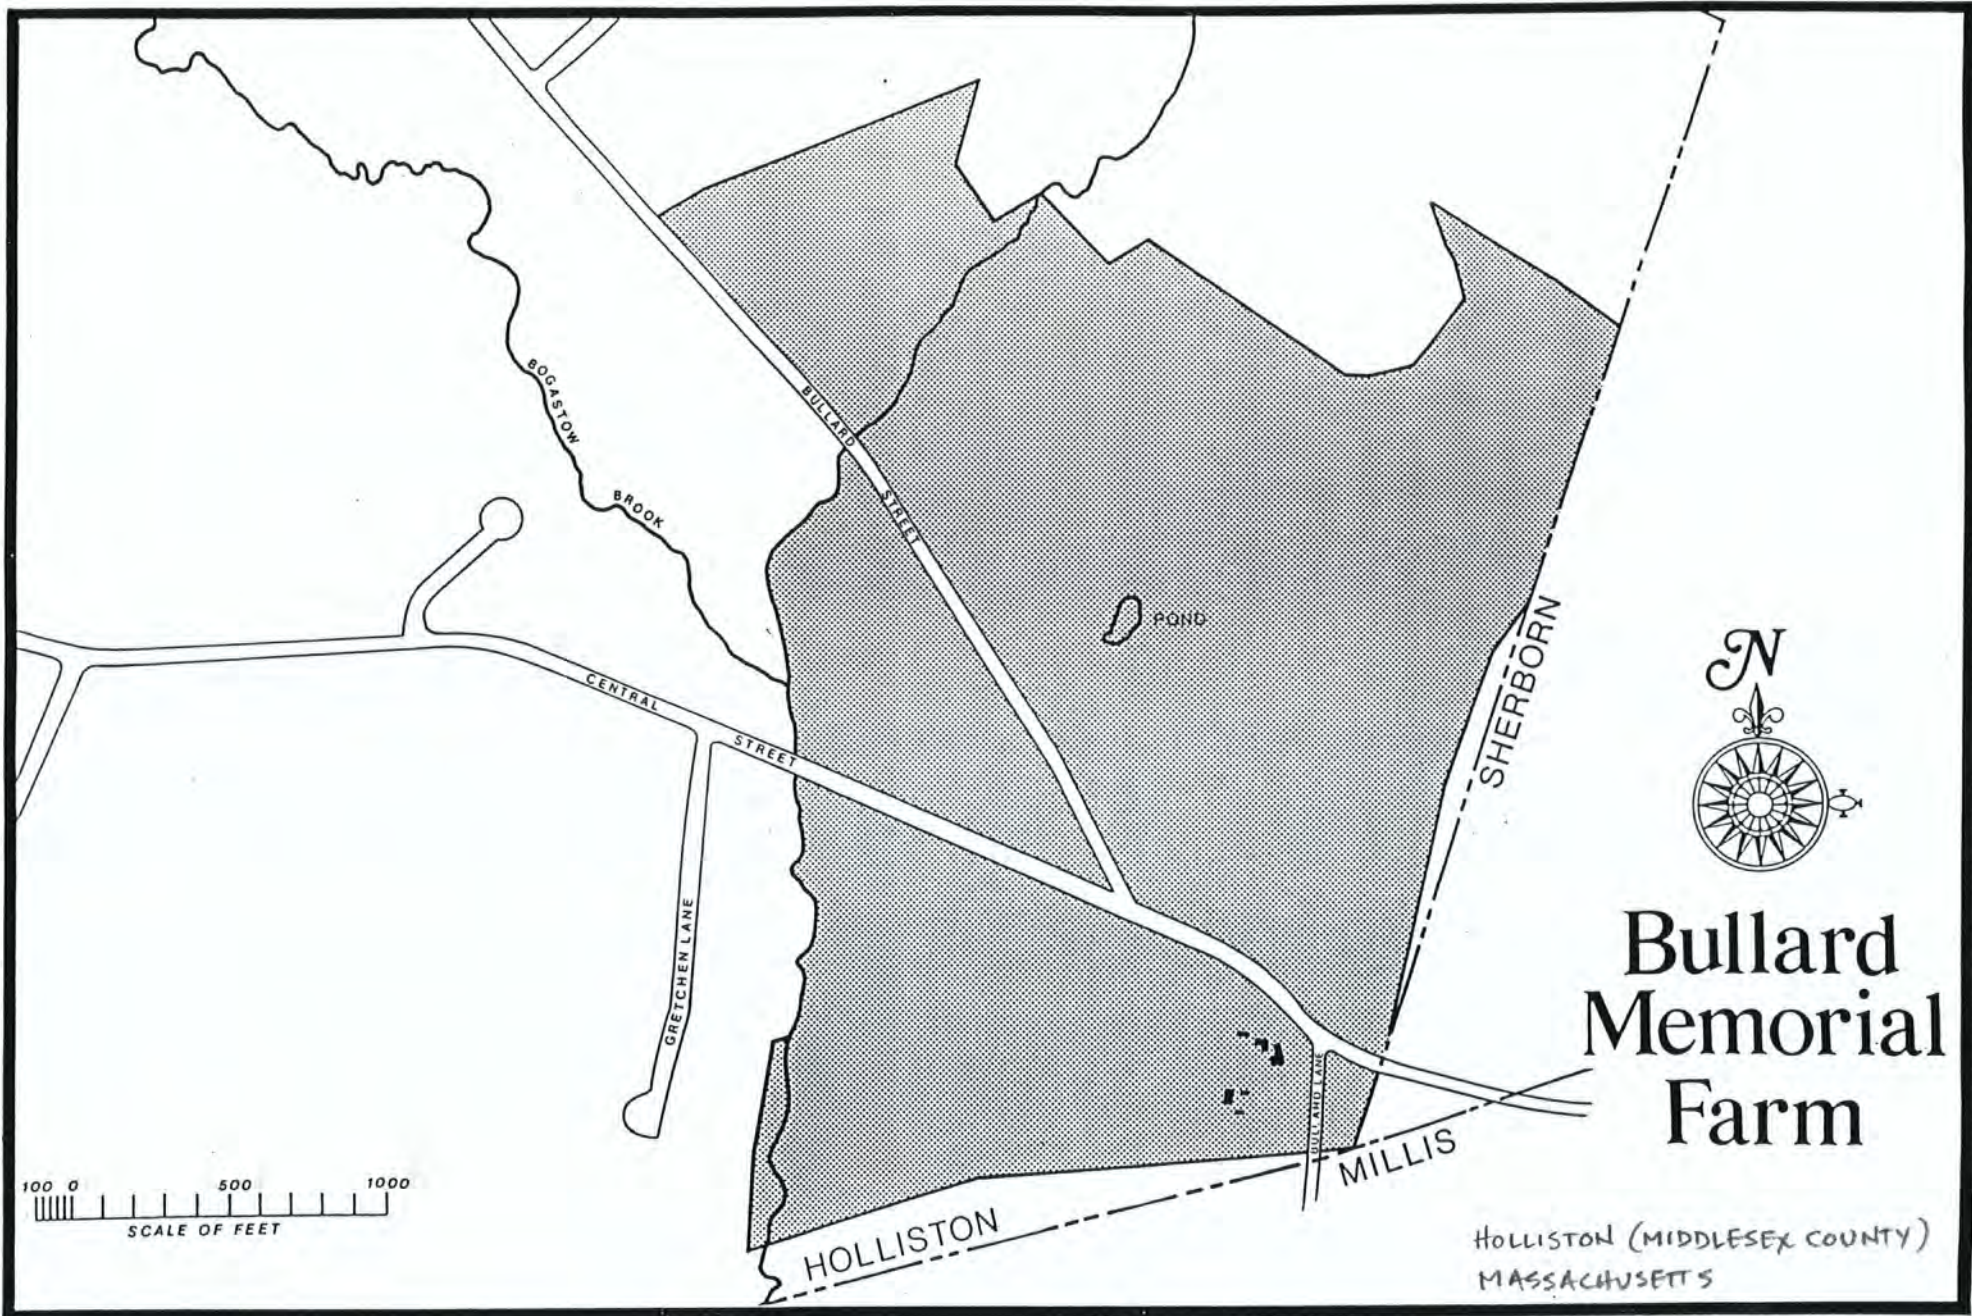 BOGASTOW
BROOK
BULLARD
STREET
POND
CENTRAL
STREET
GRETCHEN LANE
SHERBORN
N
Bullard
Memorial
Farm
LANE
MILLIS
HOLLISTON
100 0 500 1000
SCALE OF FEET
HOLLISTON (MIDDLESEX COUNTY)
MASSACHUSETTS